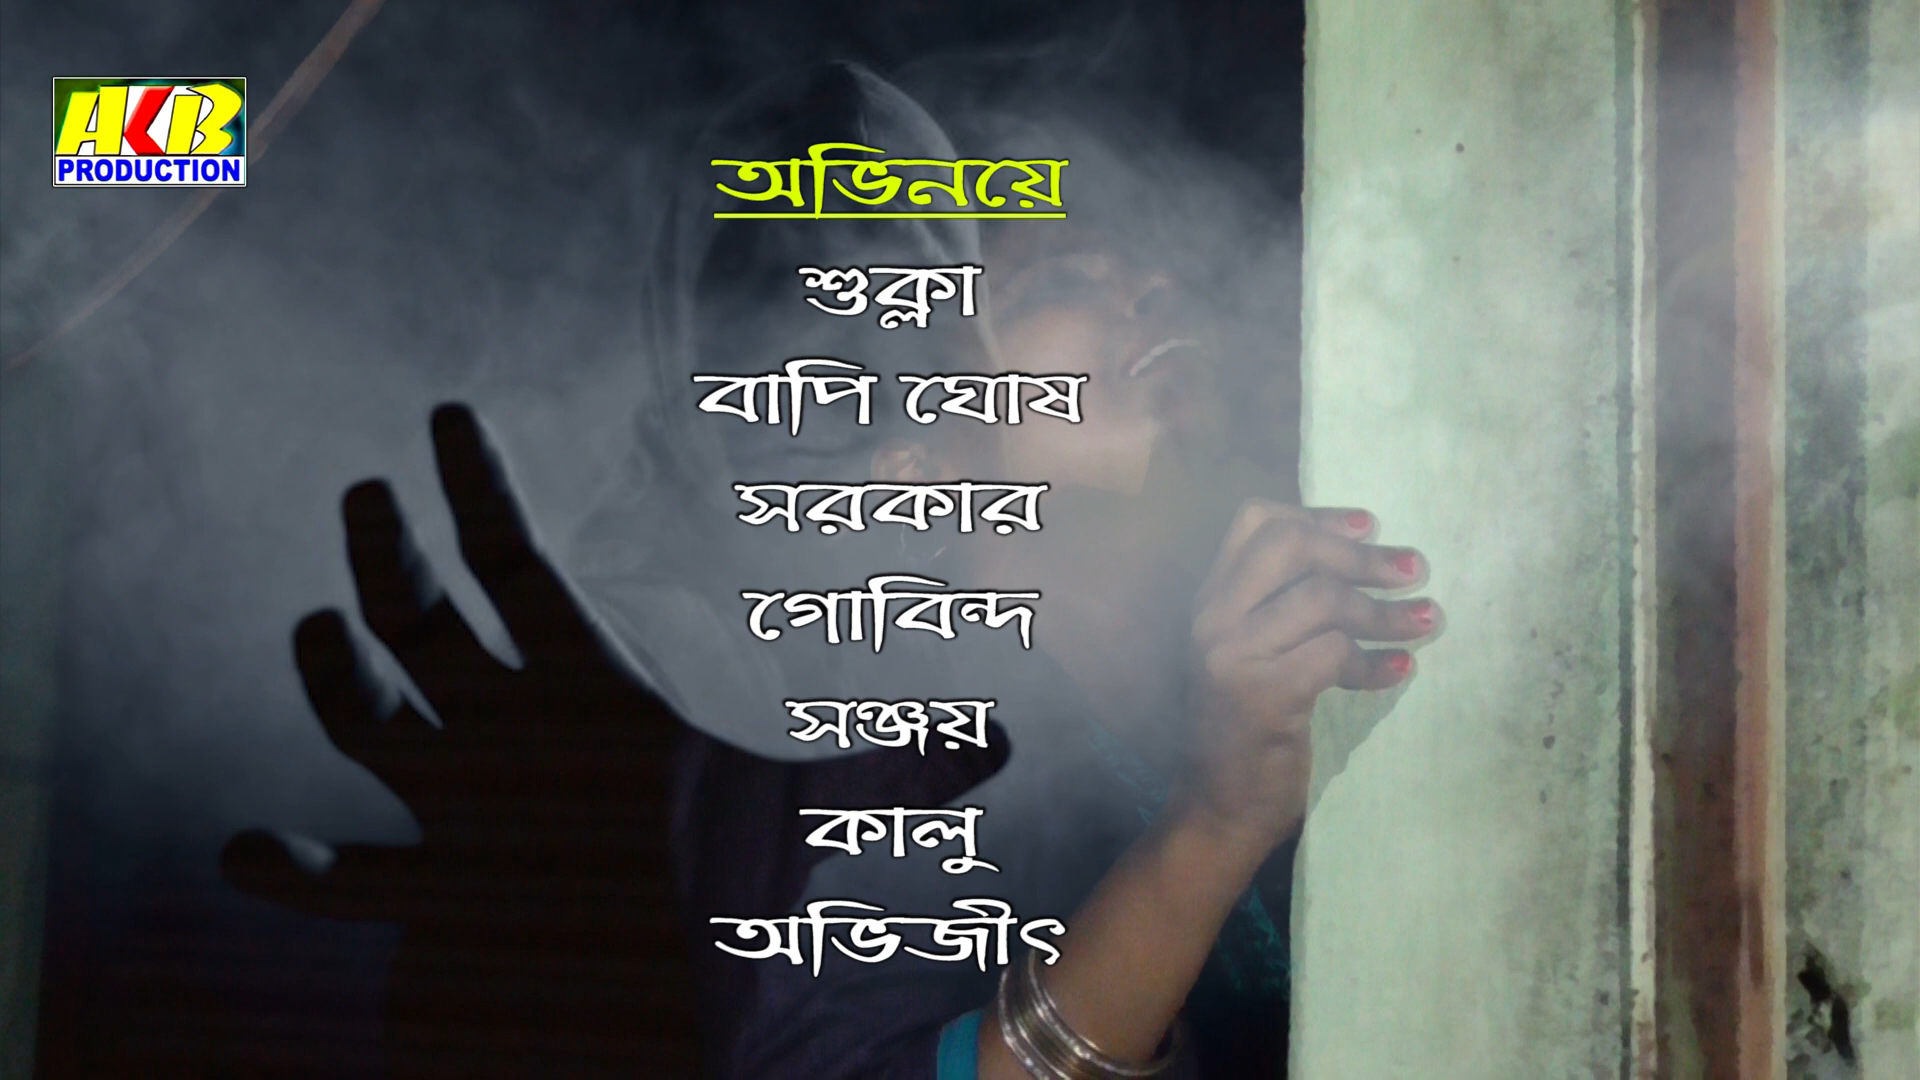 AKB
PRODUCTION
অভিনয়ে
শুক্লা
বাপি ঘোষ
সরকার
গোবিন্দ
সঞ্জয়
কালু
অভিজীৎ